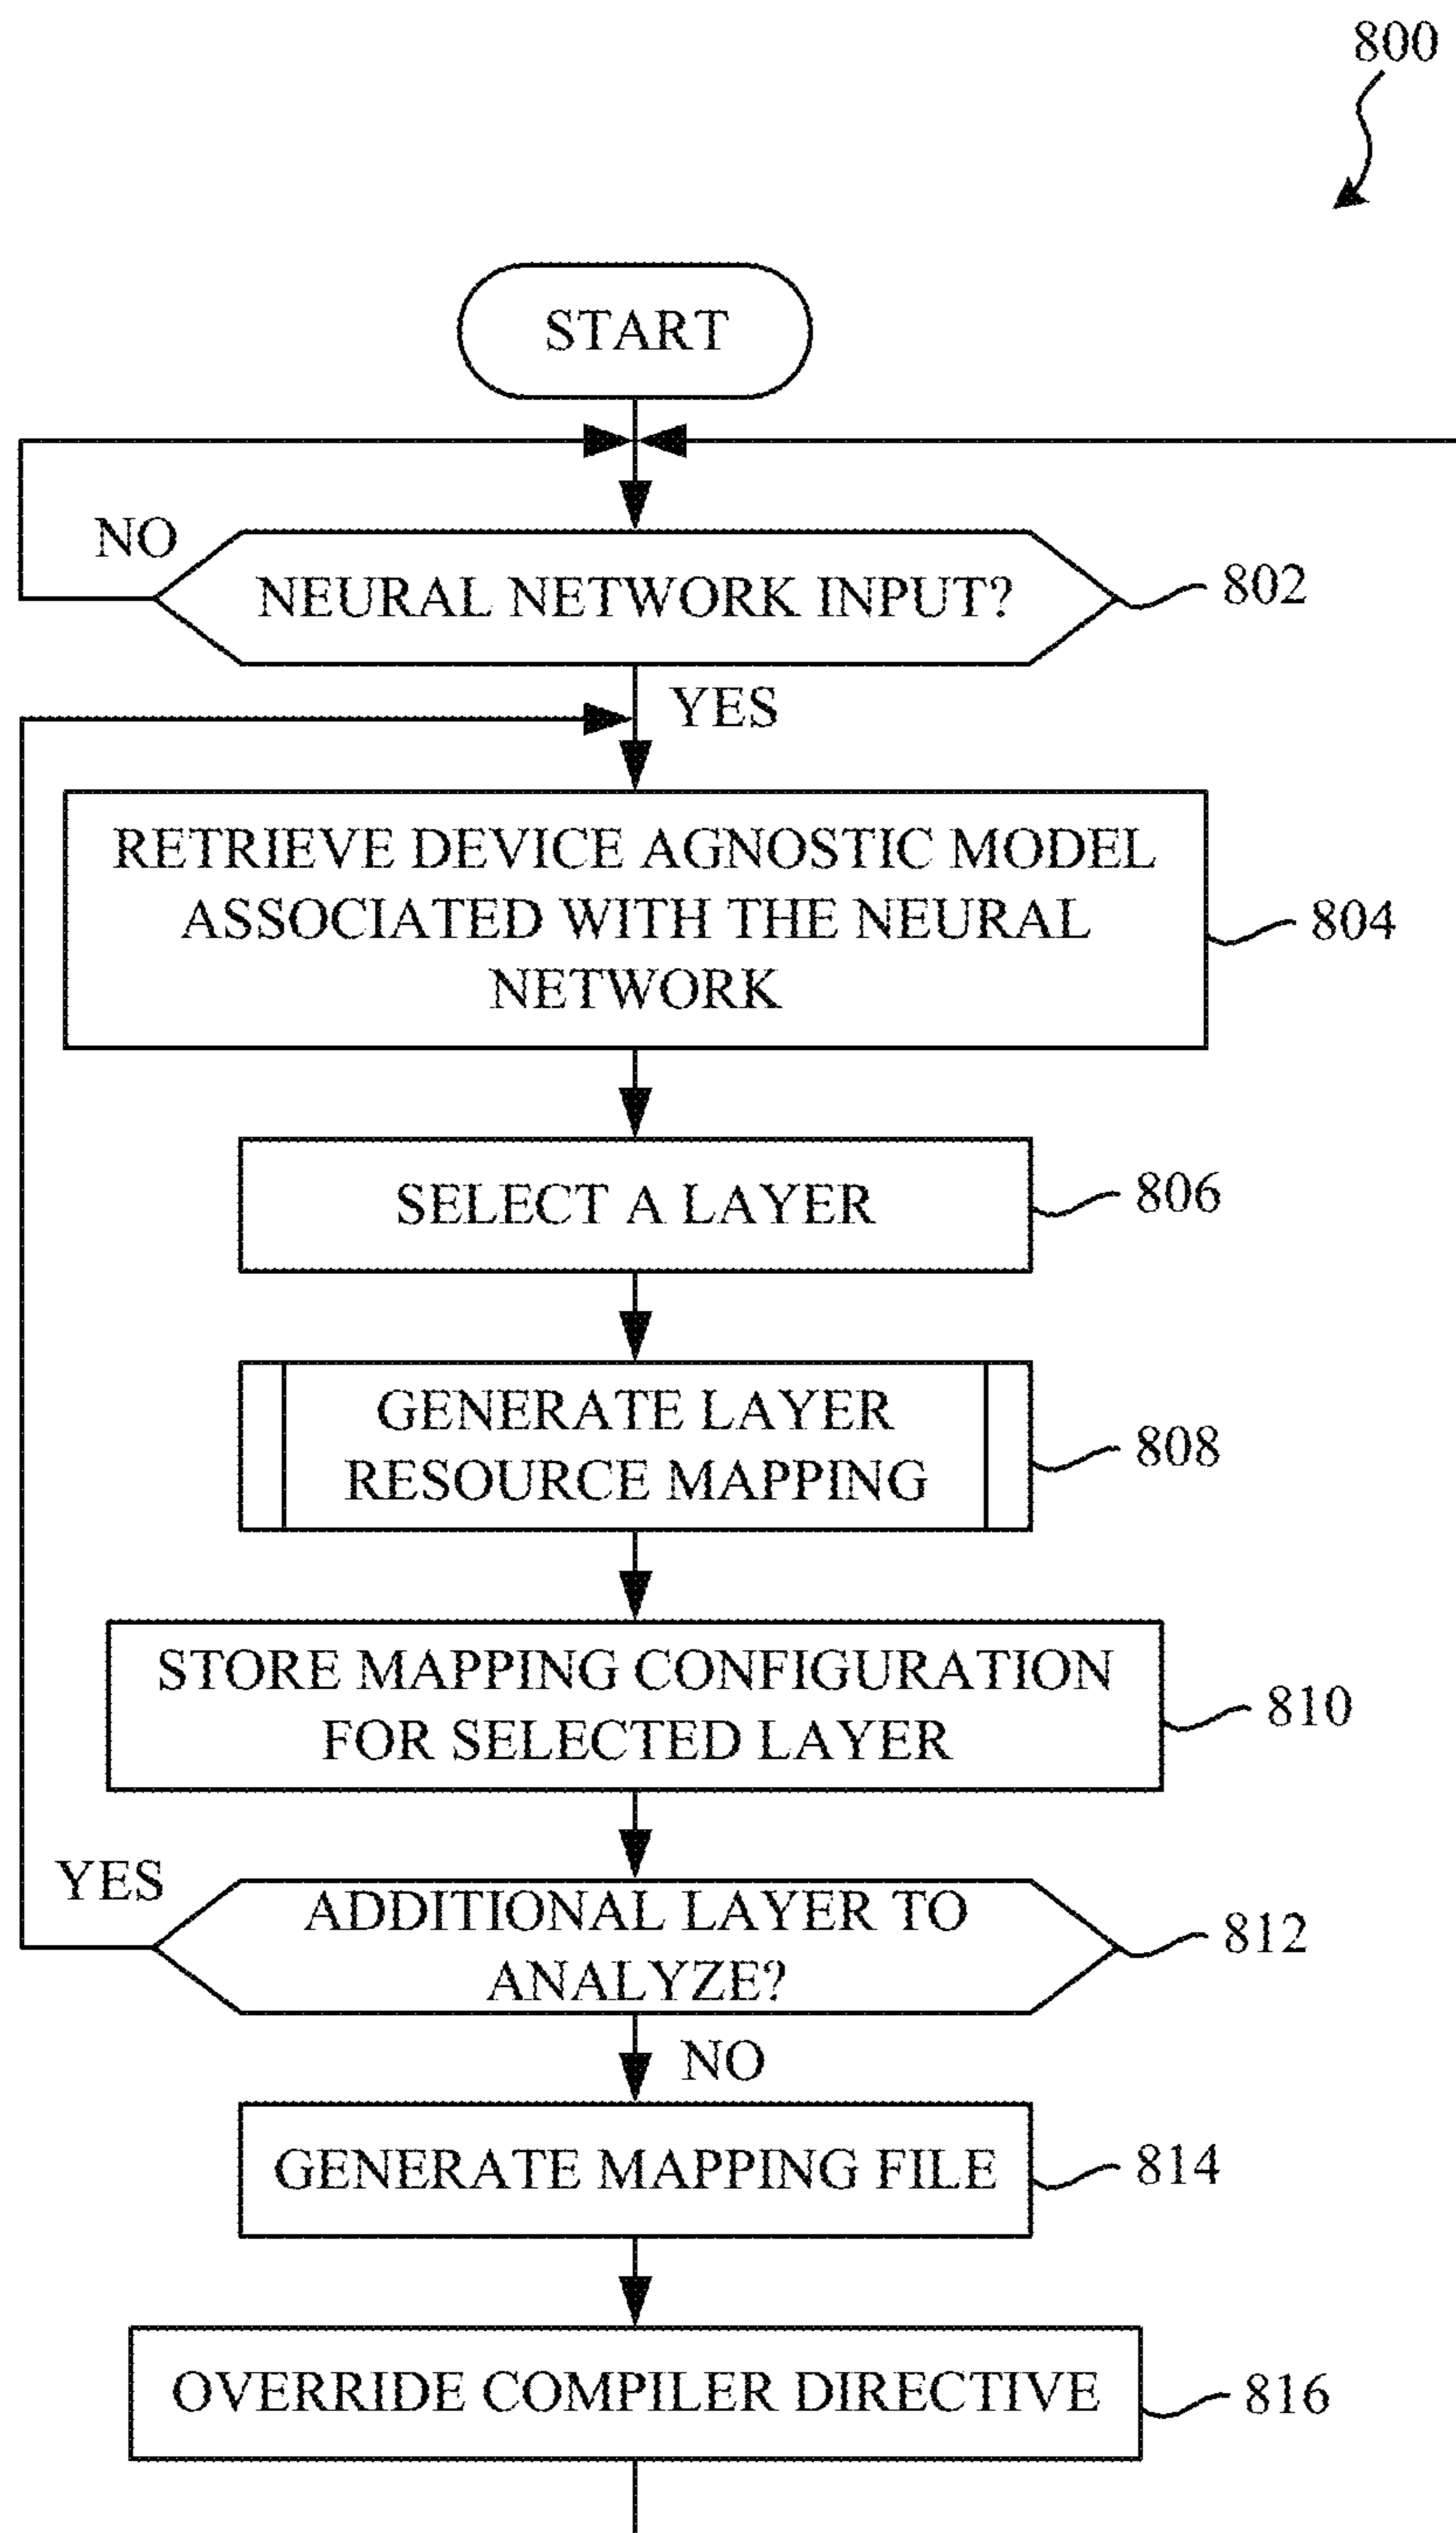 800
START
NO
NEURAL NETWORK INPUT?
802
YES
RETRIEVE DEVICE AGNOSTIC MODEL
ASSOCIATED WITH THE NEURAL
NETWORK
804
SELECT A LAYER
806
GENERATE LAYER
RESOURCE MAPPING
808
STORE MAPPING CONFIGURATION
FOR SELECTED LAYER
810
YES
ADDITIONAL LAYER TO
ANALYZE?
812
NO
GENERATE MAPPING FILE
814
OVERRIDE COMPILER DIRECTIVE
816